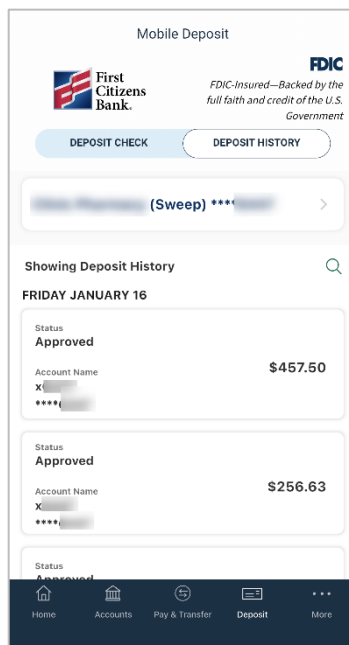 Mobile Deposit
First
Citizens
Bank
FDIC
FDIC-Insured—Backed by the
full faith and credit of the U.S.
Government
DEPOSIT CHECK
DEPOSIT HISTORY
(Sweep) ****
Showing Deposit History
FRIDAY JANUARY 16
Status
Approved
$457.50
Account Name
x
****
Status
Approved
$256.63
Account Name
X
****
Status
Approved
Home
Accounts
Pay & Transfer
Deposit
More